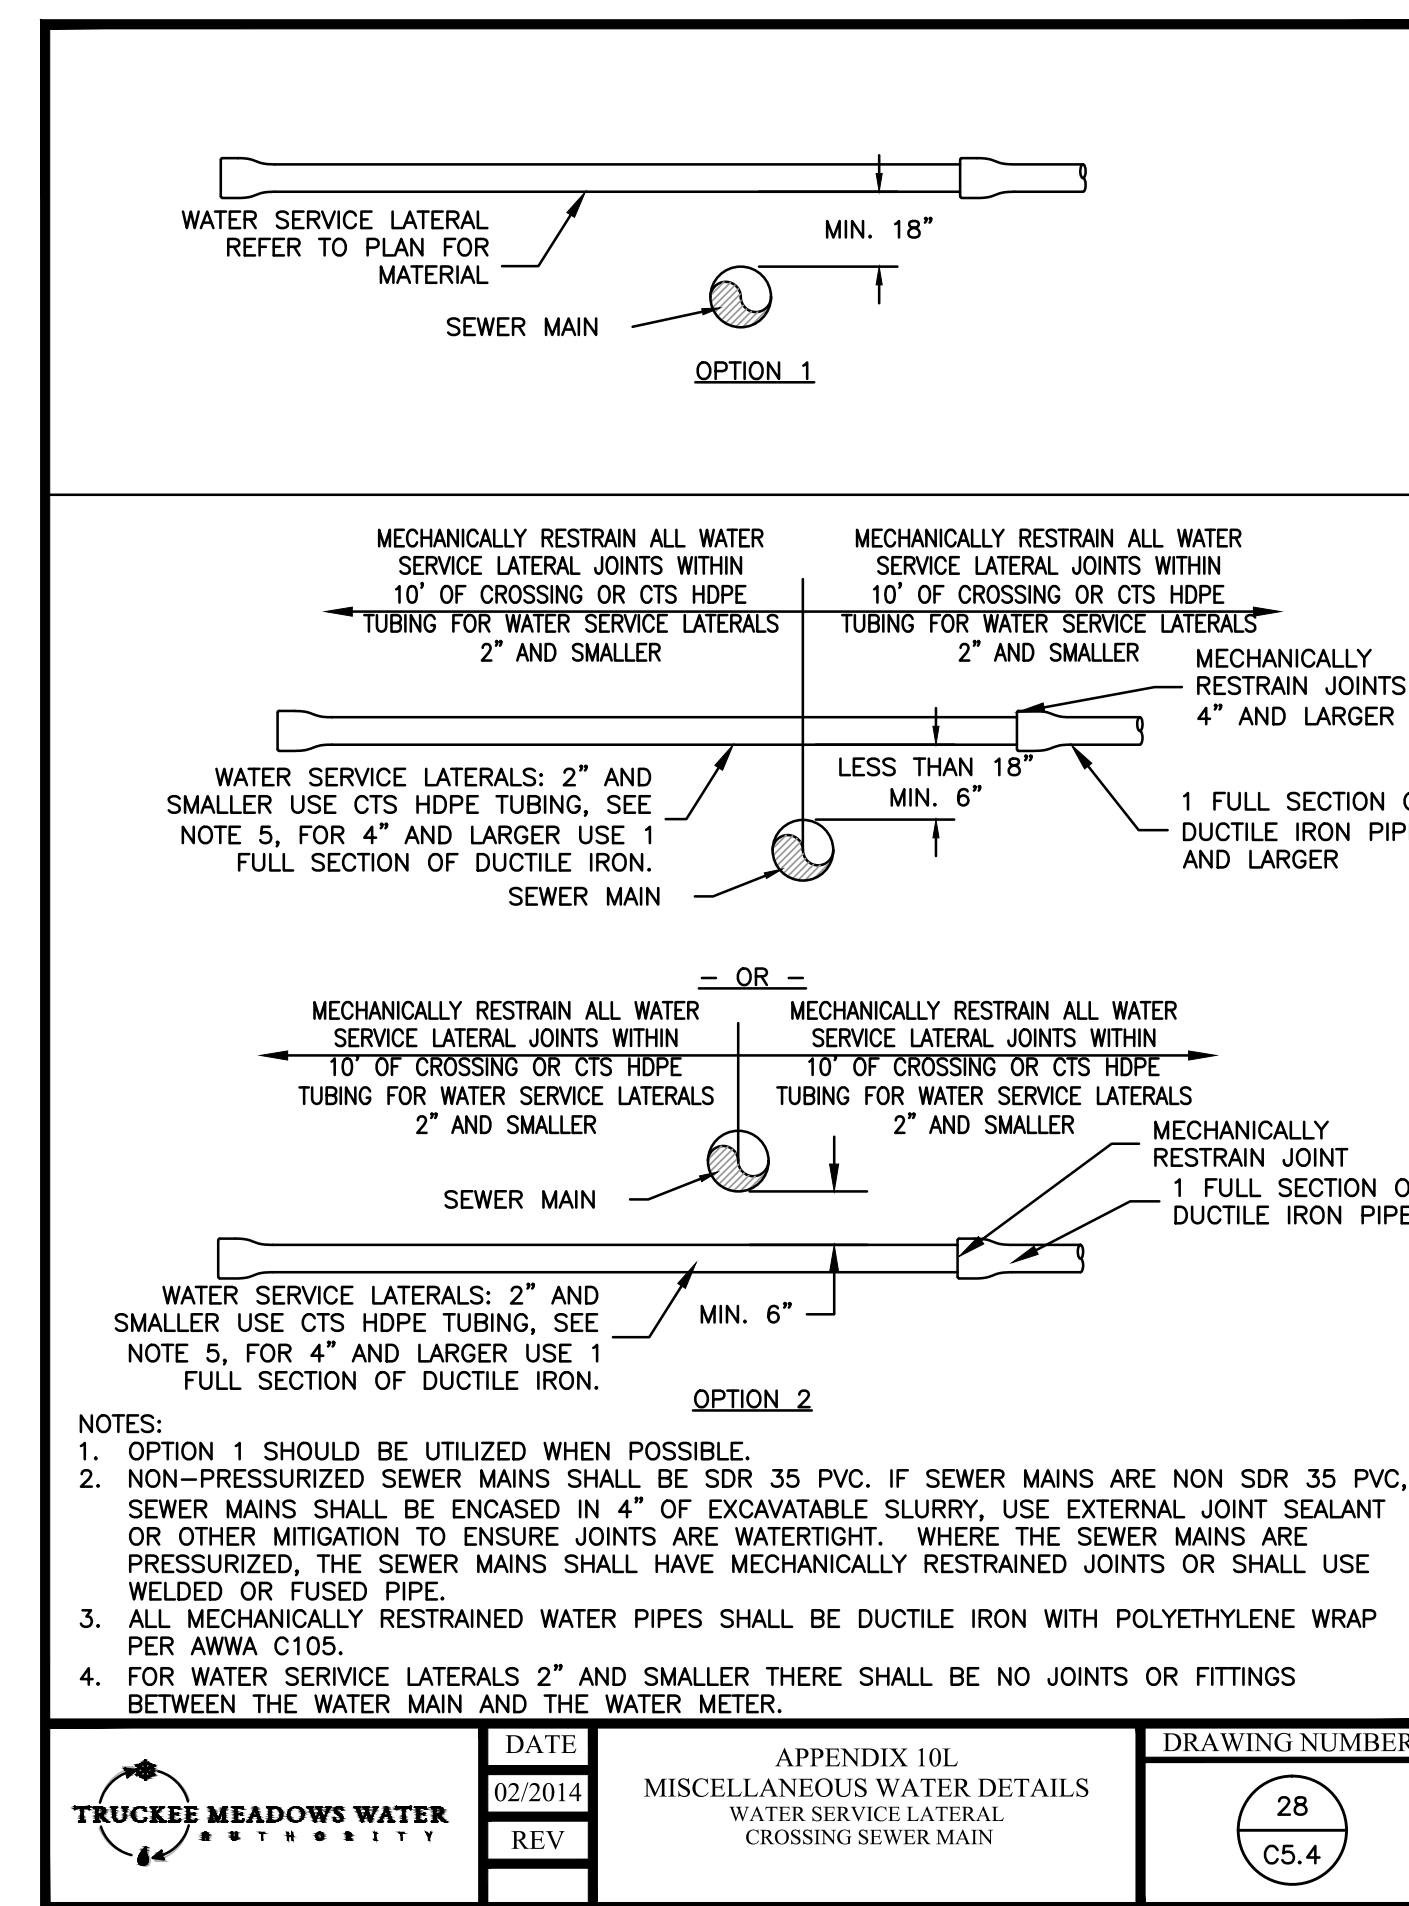 WATER SERVICE LATERAL
REFER TO PLAN FOR
MATERIAL
MIN. 18"
SEWER MAIN
OPTION 1
MECHANICALLY RESTRAIN ALL WATER
SERVICE LATERAL JOINTS WITHIN
10' OF CROSSING OR CTS HDPE
TUBING FOR WATER SERVICE LATERALS
2" AND SMALLER
MECHANICALLY RESTRAIN ALL WATER
SERVICE LATERAL JOINTS WITHIN
10' OF CROSSING OR CTS HDPE
TUBING FOR WATER SERVICE LATERALS
2" AND SMALLER
MECHANICALLY
RESTRAIN JOINTS
4" AND LARGER
WATER SERVICE LATERALS: 2" AND
SMALLER USE CTS HDPE TUBING, SEE
NOTE 5, FOR 4" AND LARGER USE 1
FULL SECTION OF DUCTILE IRON.
LESS THAN 18"
MIN. 6"
1 FULL SECTION
DUCTILE IRON
AND LARGER
SEWER MAIN
- OR -
MECHANICALLY RESTRAIN ALL WATER
SERVICE LATERAL JOINTS WITHIN
10' OF CROSSING OR CTS HDPE
TUBING FOR WATER SERVICE LATERALS
2" AND SMALLER
MECHANICALLY RESTRAIN ALL WATER
SERVICE LATERAL JOINTS WITHIN
10' OF CROSSING OR CTS HDPE
TUBING FOR WATER SERVICE LATERALS
2" AND SMALLER
MECHANICALLY
RESTRAIN JOINT
1 FULL SECTION
DUCTILE IRON PIPE
SEWER MAIN
WATER SERVICE LATERALS: 2" AND
SMALLER USE CTS HDPE TUBING, SEE
NOTE 5, FOR 4" AND LARGER USE 1
FULL SECTION OF DUCTILE IRON.
MIN. 6"
OPTION 2
NOTES:
1. OPTION 1 SHOULD BE UTILIZED WHEN POSSIBLE.
2. NON-PRESSURIZED SEWER MAINS SHALL BE SDR 35 PVC. IF SEWER MAINS ARE NON SDR 35 PVC,
SEWER MAINS SHALL BE ENCASED IN 4" OF EXCAVATABLE SLURRY, USE EXTERNAL JOINT SEALANT
OR OTHER MITIGATION TO ENSURE JOINTS ARE WATERTIGHT. WHERE THE SEWER MAINS ARE
PRESSURIZED, THE SEWER MAINS SHALL HAVE MECHANICALLY RESTRAINED JOINTS OR SHALL USE
WELDED OR FUSED PIPE.
3. ALL MECHANICALLY RESTRAINED WATER PIPES SHALL BE DUCTILE IRON WITH POLYETHYLENE WRAP
PER AWWA C105.
4. FOR WATER SERIVICE LATERALS 2" AND SMALLER THERE SHALL BE NO JOINTS OR FITTINGS
BETWEEN THE WATER MAIN AND THE WATER METER.
TRUCKEE MEADOWS WATER
AUTHORITY
DATE
02/2014
REV
APPENDIX 10L
MISCELLANEOUS WATER DETAILS
WATER SERVICE LATERAL
CROSSING SEWER MAIN
DRAWING NUMBER
28
C5.4